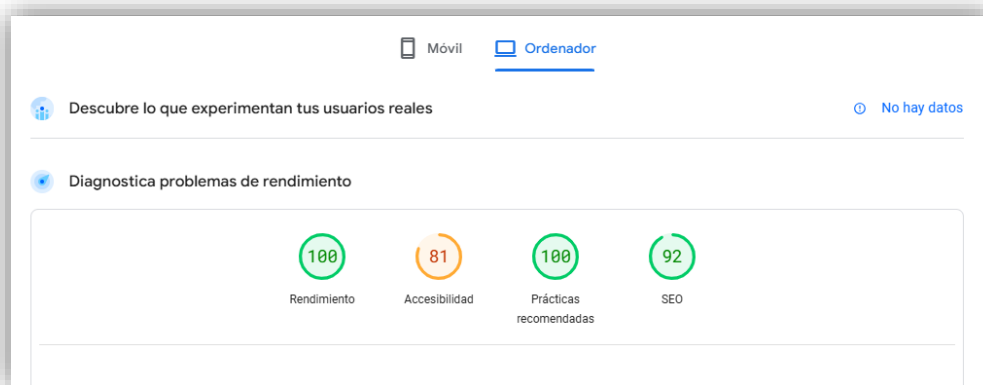 Móvil
Ordenador
Descubre lo que experimentan tus usuarios reales
No hay datos
Diagnostica problemas de rendimiento
100
81
100
92
Rendimiento
Accesibilidad
Prácticas
recomendadas
SEO